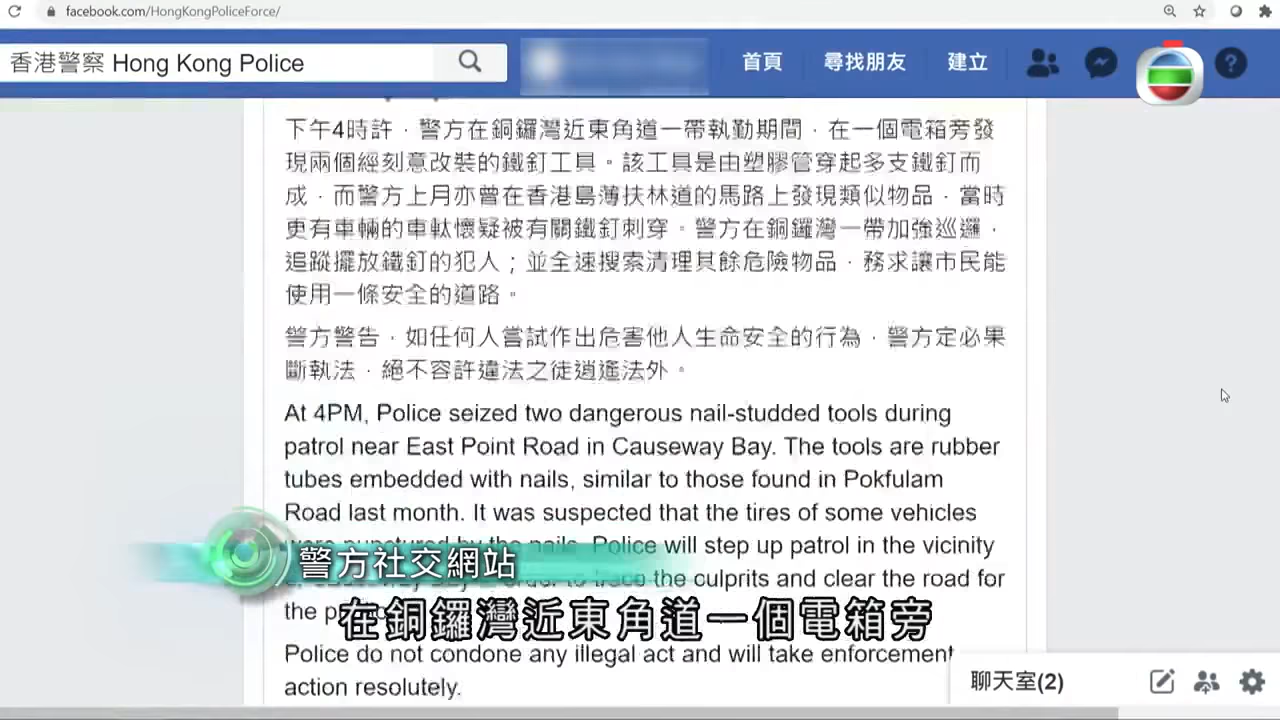 facebook.com/HongKongPoliceForce/
香港警察 Hong Kong Police
首頁 尋找朋友 建立
下午4時許，警方在銅鑼灣近東角道一帶執勤期間，在一個電箱旁發
現兩個經刻意改裝的鐵釘工具。該工具是由塑膠管穿起多支鐵釘而
成，而警方上月亦曾在香港島薄扶林道的馬路上發現類似物品，當時
更有車輛的車軚懷疑被有關鐵釘刺穿。警方在銅鑼灣一帶加強巡邏，
追蹤擺放鐵釘的犯人；並全速搜索清理其餘危險物品，務求讓市民能
使用一條安全的道路。
警方警告，如任何人嘗試作出危害他人生命安全的行為，警方定必果
斷執法，絕不容許違法之徒逍遙法外。
At 4PM, Police seized two dangerous nail-studded tools during
patrol near East Point Road in Causeway Bay. The tools are rubber
tubes embedded with nails, similar to those found in Pokfulam
Road last month. It was suspected that the tires of some vehicles
were punctured by the nails. Police will step up patrol in the vicinity
order to trace the culprits and clear the road for
the
警方社交網站
在銅鑼灣近東角道一個電箱旁
Police do not condone any illegal act and will take enforcement
action resolutely.
聊天室(2)